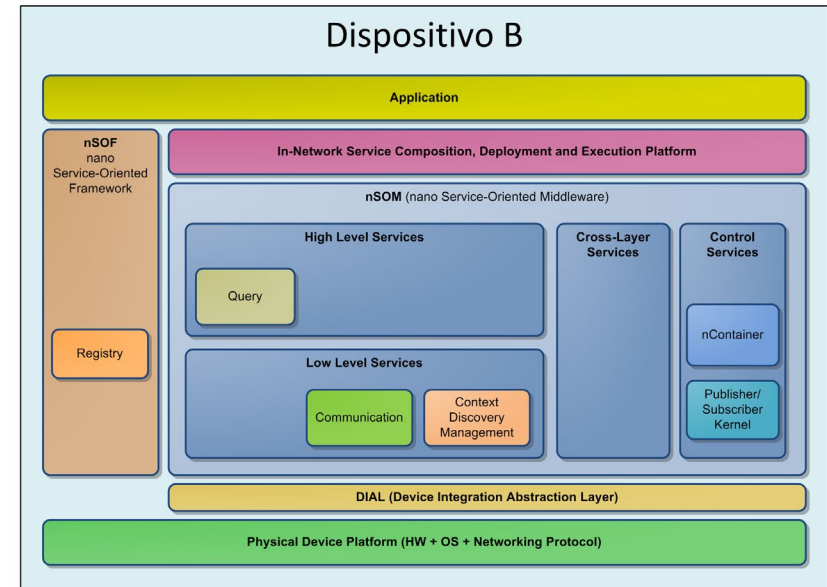 Dispositivo B
Application
nSOF
nano
Service-Oriented
Framework
Registry
In-Network Service Composition, Deployment and Execution Platform
nSOM (nano Service-Oriented Middleware)
High Level Services
Query
Low Level Services
Communication
Context
Discovery
Management
Cross-Layer
Services
Control
Services
nContainer
Publisher/
Subscriber
Kernel
DIAL (Device Integration Abstraction Layer)
Physical Device Platform (HW + OS + Networking Protocol)